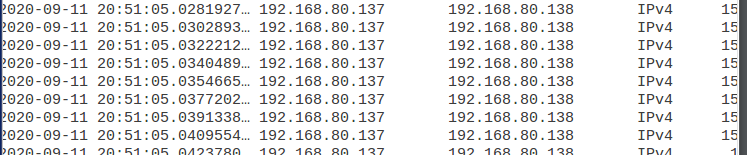 2020-09-11 20:51:05.0281927… 192.168.80.137 192.168.80.138 IPv4 15
2020-09-11 20:51:05.0302893… 192.168.80.137 192.168.80.138 IPv4 15
2020-09-11 20:51:05.0322212… 192.168.80.137 192.168.80.138 IPv4 15
2020-09-11 20:51:05.0340489… 192.168.80.137 192.168.80.138 IPv4 15
2020-09-11 20:51:05.0354665… 192.168.80.137 192.168.80.138 IPv4 15
2020-09-11 20:51:05.0377202… 192.168.80.137 192.168.80.138 IPv4 15
2020-09-11 20:51:05.0391338… 192.168.80.137 192.168.80.138 IPv4 15
2020-09-11 20:51:05.0409554… 192.168.80.137 192.168.80.138 IPv4 15
2020-09-11 20:51:05.0423780 192.168.80.137 192.168.80.138 IPv4